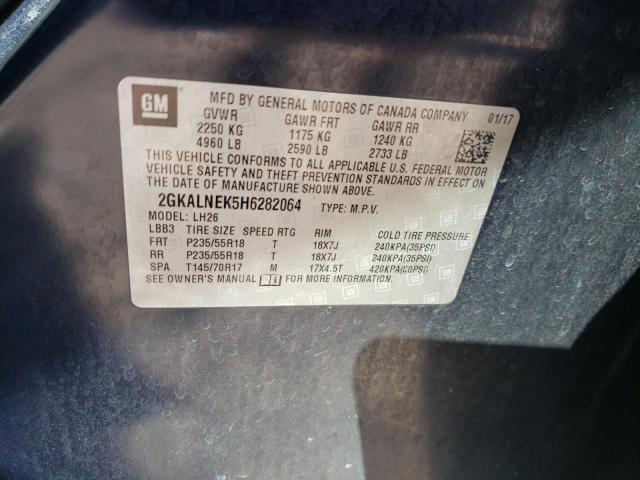 GM
MFD BY GENERAL MOTORS OF CANADA COMPANY 01/17
GVWR GAWR FRT GAWR RR
2250 KG 1175 KG 1240 KG
4960 LB 2590 LB 2733 LB
THIS VEHICLE CONFORMS TO ALL APPLICABLE U.S. FEDERAL MOTOR
VEHICLE SAFETY AND THEFT PREVENTION STANDARDS IN EFFECT ON
THE DATE OF MANUFACTURE SHOWN ABOVE.
2GKALNEK5H6282064 TYPE: M.P.V.
MODEL: LH26
LBB3 TIRE SIZE SPEED RTG RIM COLD TIRE PRESSURE
FRT P235/55R18 T 18X7J 240KPA(35PSI)
RR P235/55R18 T 18X7J 240KPA(35PSI)
SPA T145/70R17 M 17X4.5T 420KPA(60PSI)
SEE OWNER'S MANUAL FOR MORE INFORMATION.